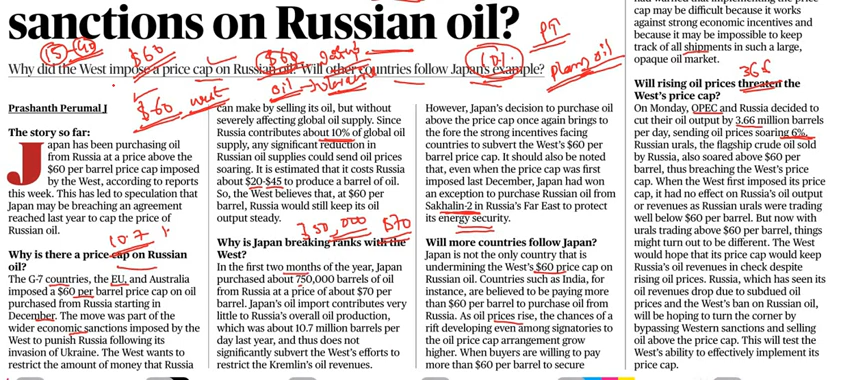 sanctions on Russian oil?
Why did the West impose a price cap on Russian oil? Will other countries follow Japan's example?
Prashanth Perumal J
The story so far:
Japan has been purchasing oil
from Russia at a price above the
$60 per barrel price cap imposed
by the West, according to reports
this week. This has led to speculation that
Japan may be breaching an agreement
reached last year to cap the price of
Russian oil.
Why is there a price cap on Russian
oil?
The G-7 countries, the EU, and Australia
imposed a $60 per barrel price cap on oil
purchased from Russia starting in
December. The move was part of the
wider economic sanctions imposed by the
West to punish Russia following its
invasion of Ukraine. The West wants to
restrict the amount of money that Russia
can make by selling its oil, but without
severely affecting global oil supply. Since
Russia contributes about 10% of global oil
supply, any significant reduction in
Russian oil supplies could send oil prices
soaring. It is estimated that it costs Russia
about $20-$45 to produce a barrel of oil.
So, the West believes that, at $60 per
barrel, Russia would still keep its oil
output steady.
Why is Japan breaking ranks with the
West?
In the first two months of the year, Japan
purchased about 750,000 barrels of oil
from Russia at a price of about $70 per
barrel. Japan's oil import contributes very
little to Russia's overall oil production,
which was about 10.7 million barrels per
day last year, and thus does not
significantly subvert the West's efforts to
restrict the Kremlin's oil revenues.
However, Japan's decision to purchase oil
above the price cap once again brings to
the fore the strong incentives facing
countries to subvert the West's $60 per
barrel price cap. It should also be noted
that, even when the price cap was first
imposed last December, Japan had won
an exception to purchase Russian oil from
Sakhalin-2 in Russia's Far East to protect
its energy security.
Will more countries follow Japan?
Japan is not the only country that is
undermining the West's $60 price cap on
Russian oil. Countries such as India, for
instance, are believed to be paying more
than $60 per barrel to purchase oil from
Russia. As oil prices rise, the chances of a
rift developing even among signatories to
the oil price cap arrangement grow
higher. When buyers are willing to pay
more than $60 per barrel to secure
cap may be difficult because it works
against strong economic incentives and
because it may be impossible to keep
track of all shipments in such a large,
opaque oil market.
Will rising oil prices threaten the
West's price cap?
On Monday, OPEC and Russia decided to
cut their oil output by 3.66 million barrels
per day, sending oil prices soaring 6%.
Russian urals, the flagship crude oil sold
by Russia, also soared above $60 per
barrel, thus breaching the West's price
cap. When the West first imposed its price
cap, it had no effect on Russia's oil output
or revenues as Russian urals were trading
well below $60 per barrel. But now with
urals trading above $60 per barrel, things
might turn out to be different. The West
would hope that its price cap would keep
Russia's oil revenues in check despite
rising oil prices. Russia, which has seen its
oil revenues drop due to subdued oil
prices and the West's ban on Russian oil,
will be hoping to turn the corner by
bypassing Western sanctions and selling
oil above the price cap. This will test the
West's ability to effectively implement its
price cap.
$60
$60
$60 west
10.7
750,000
$70